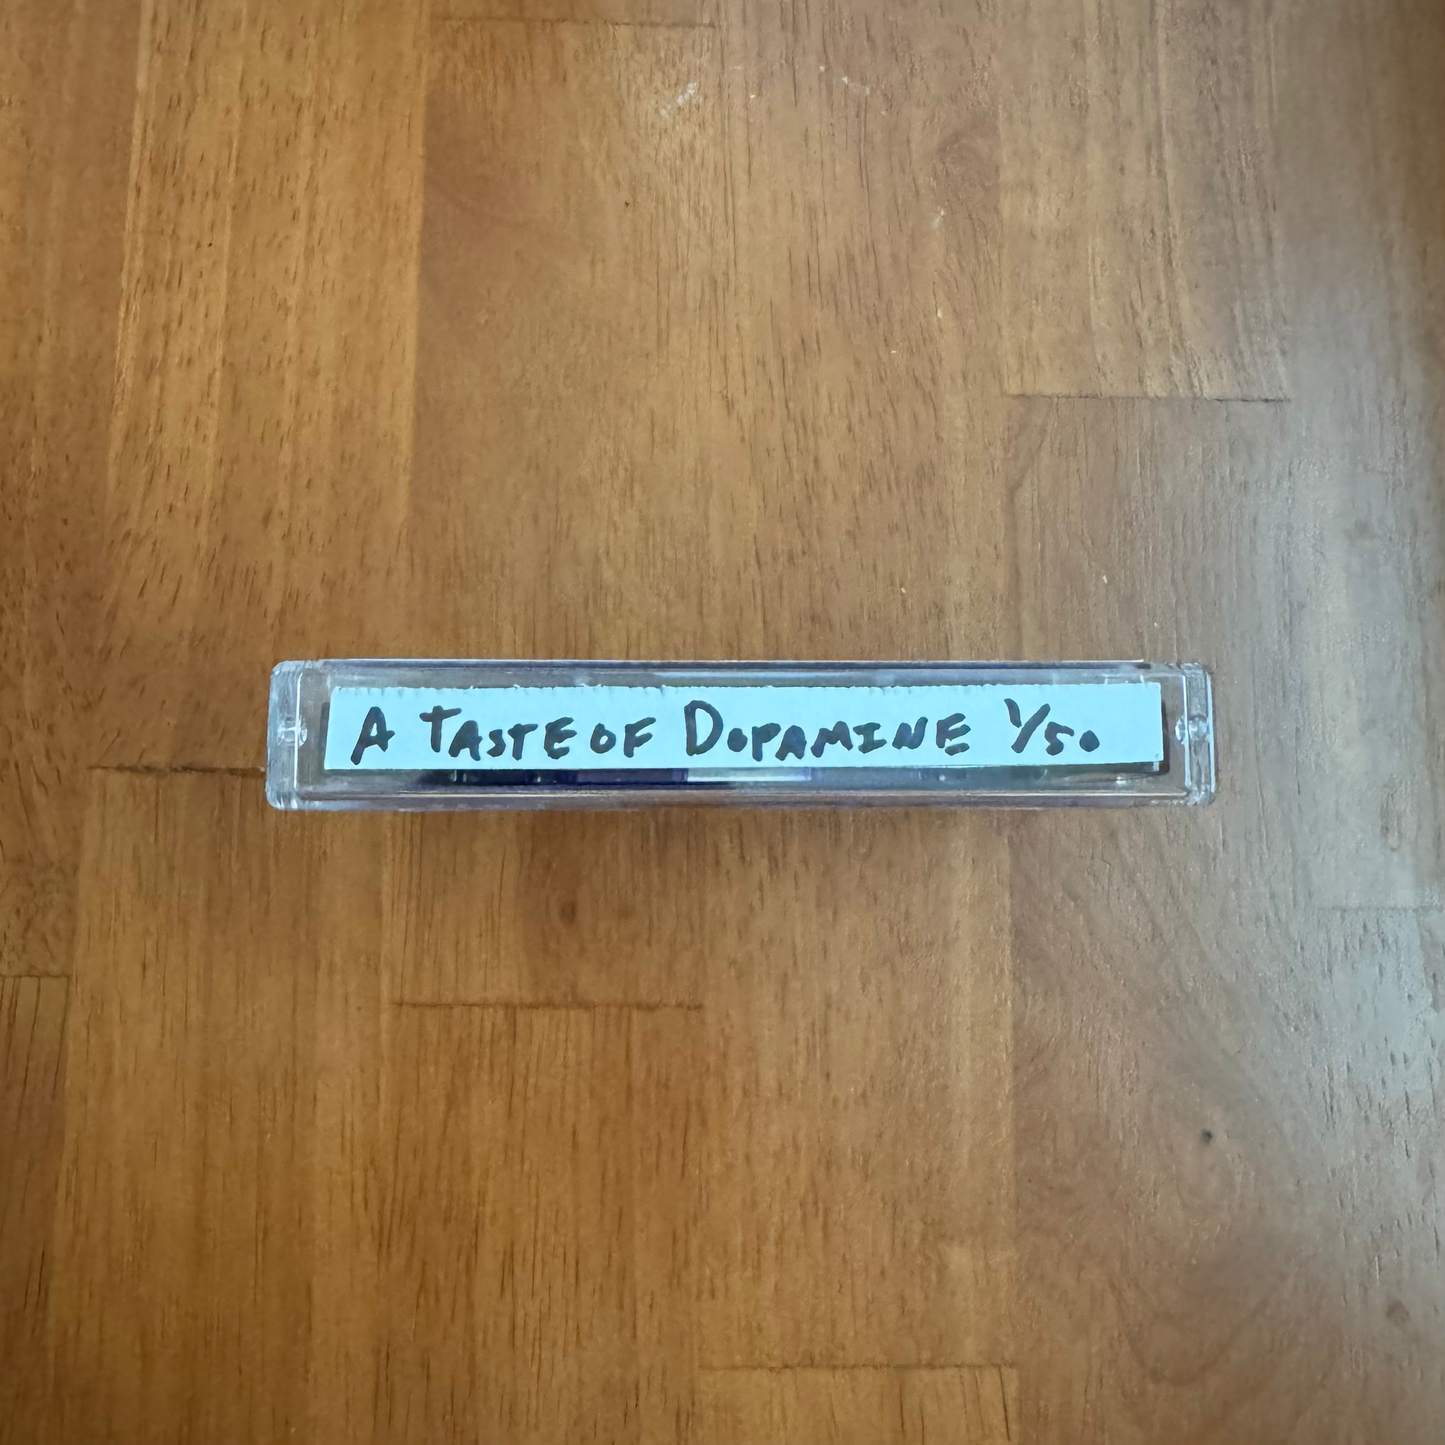 A TASTE OF DOPAMINE 1/50